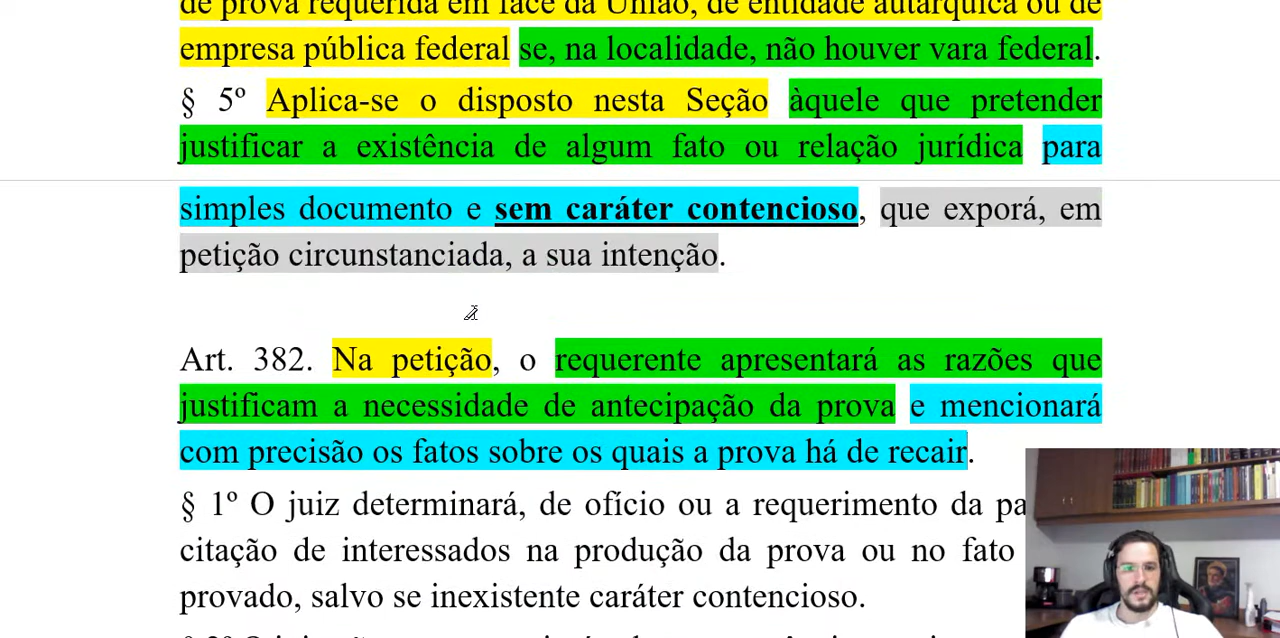 de prova requerida em face da União, de entidade autárquica ou de
empresa pública federal se, na localidade, não houver vara federal.
§ 5º Aplica-se o disposto nesta Seção àquele que pretender
justificar a existência de algum fato ou relação jurídica para
simples documento e sem caráter contencioso, que exporá, em
petição circunstanciada, a sua intenção.
Art. 382. Na petição, o requerente apresentará as razões que
justificam a necessidade de antecipação da prova e mencionará
com precisão os fatos sobre os quais a prova há de recair.
§ 1º O juiz determinará, de ofício ou a requerimento da pa
citação de interessados na produção da prova ou no fato
provado, salvo se inexistente caráter contencioso.